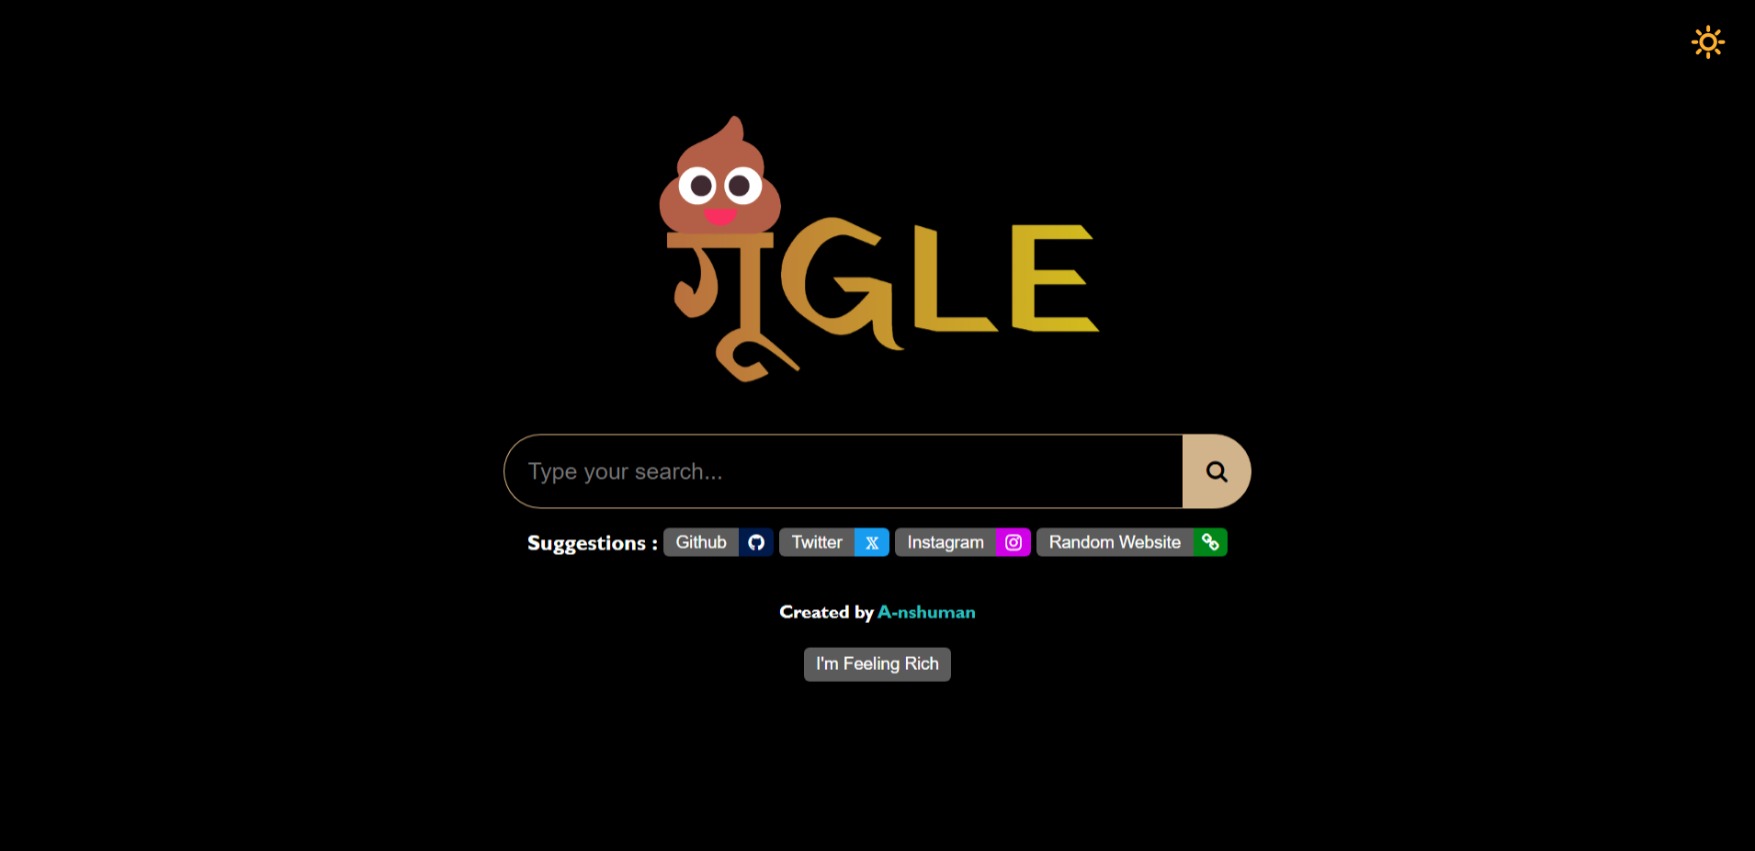 गूGLE
Type your search...
Suggestions : Github Twitter X Instagram Random Website
Created by A-nshuman
I'm Feeling Rich